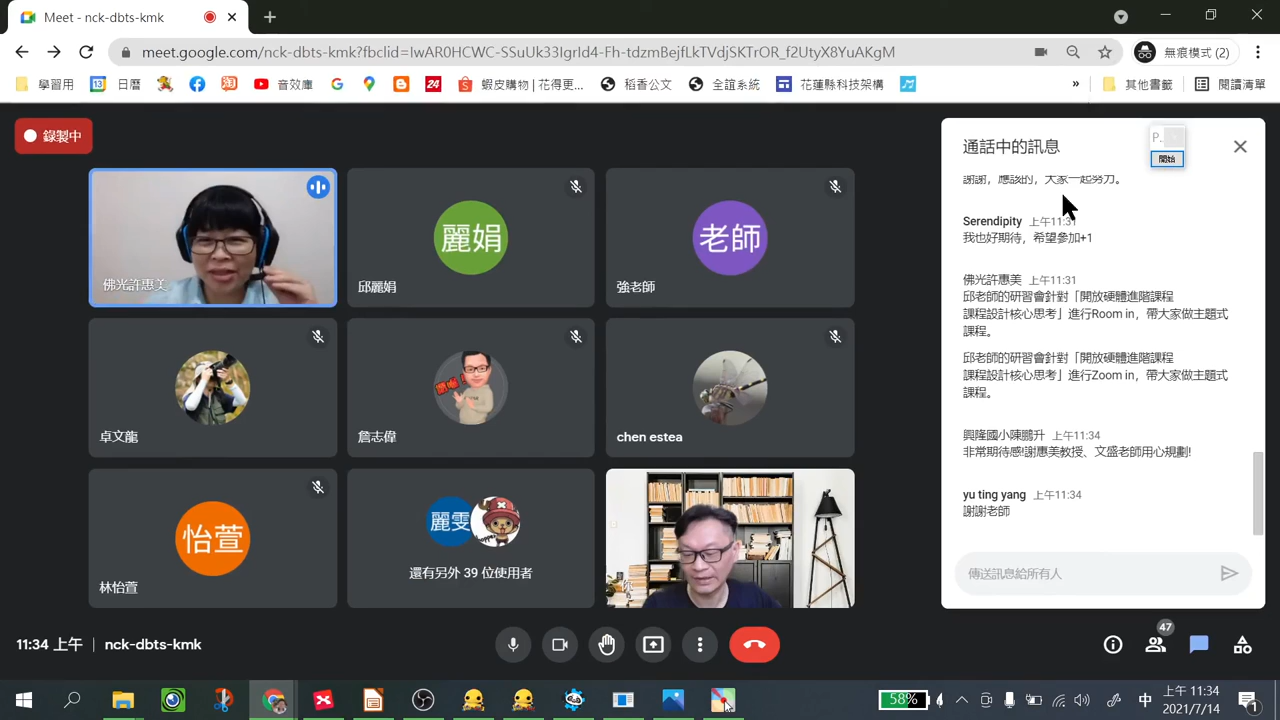 Meet - nck-dbts-kmk
meet.google.com/nck-dbts-kmk?fbclid=IwAR0HCWC-SSuUk33IgrId4-Fh-tdzmBejfLkTVdjSKTrOR_f2UtyX8YuAKgM
無痕模式 (2)
學習用
日曆
音效庫
蝦皮購物 | 花得更...
稻香公文
全誼系統
花蓮縣科技架構
»
其他書籤
閱讀清單
錄製中
佛光許惠美
麗娟
邱麗娟
老師
強老師
卓文龍
詹志偉
chen estea
怡萱
林怡萱
麗雯
還有另外 39 位使用者
通話中的訊息
P...
開始
謝謝，應該的，大家一起努力。
Serendipity 上午11:31
我也好期待，希望參加+1
佛光許惠美 上午11:31
邱老師的研習會針對「開放硬體進階課程
課程設計核心思考」進行Room in，帶大家做主題式
課程。
邱老師的研習會針對「開放硬體進階課程
課程設計核心思考」進行Zoom in，帶大家做主題式
課程。
興隆國小陳鵬升 上午11:34
非常期待感!謝惠美教授、文盛老師用心規劃!
yu ting yang 上午11:34
謝謝老師
傳送訊息給所有人
11:34 上午 | nck-dbts-kmk
47
58%
中
上午 11:34
2021/7/14
1